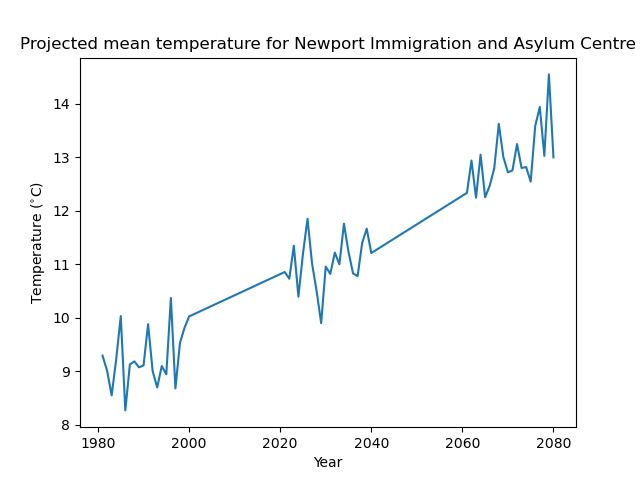 Projected mean temperature for Newport Immigration and Asylum Centre
14
13
12
11
10
9
8
Temperature (°C)
1980 2000 2020 2040 2060 2080
Year